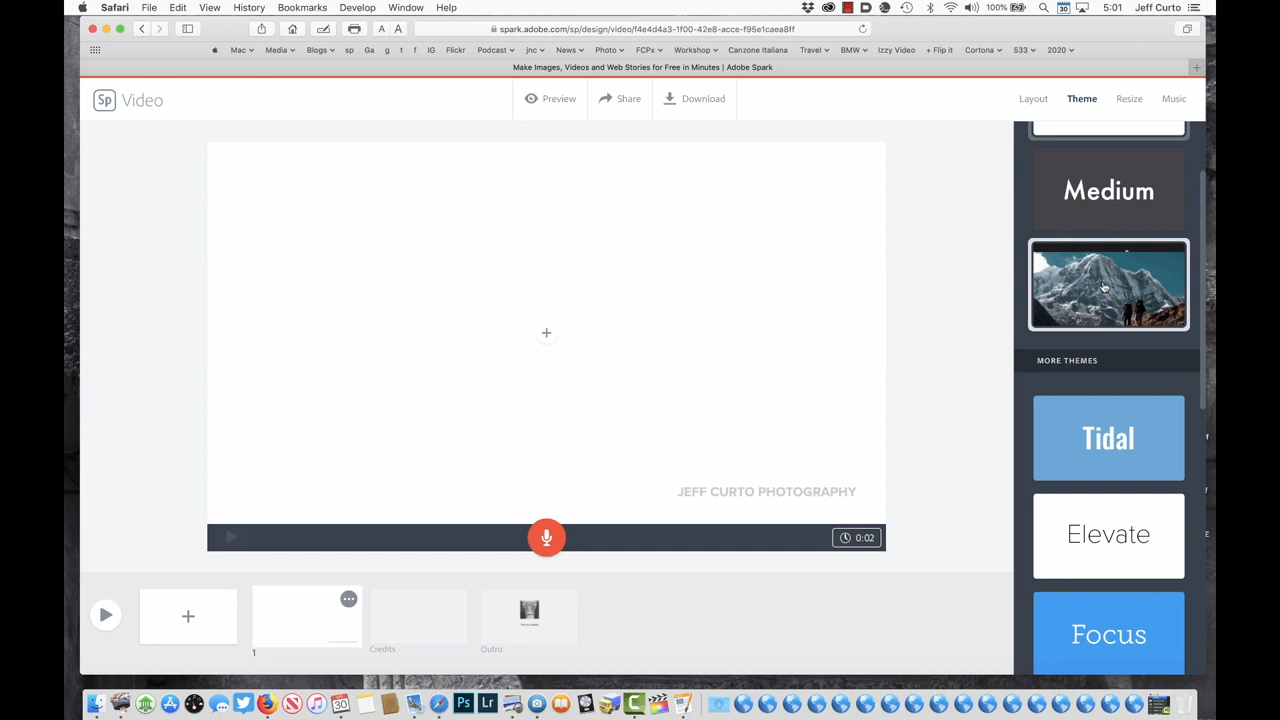 Safari File Edit View History Bookmarks Develop Window Help 100% 30 5:01 Jeff Curto
spark.adobe.com/sp/design/video/f4e4d4a3-1f00-42e8-acce-f95e1caea8ff
Mac Media Blogs sp Ga g t f IG Flickr Podcast jnc News Photo FCPx Workshop Canzone Italiana Travel BMW Izzy Video + Flip it Cortona 533 2020
Make Images, Videos and Web Stories for Free in Minutes | Adobe Spark
Sp Video Preview Share Download Layout Theme Resize Music
Medium
MORE THEMES
Tidal
JEFF CURTO PHOTOGRAPHY
Elevate
0:02
Focus
1 Credits Outro
30 Ps Lr